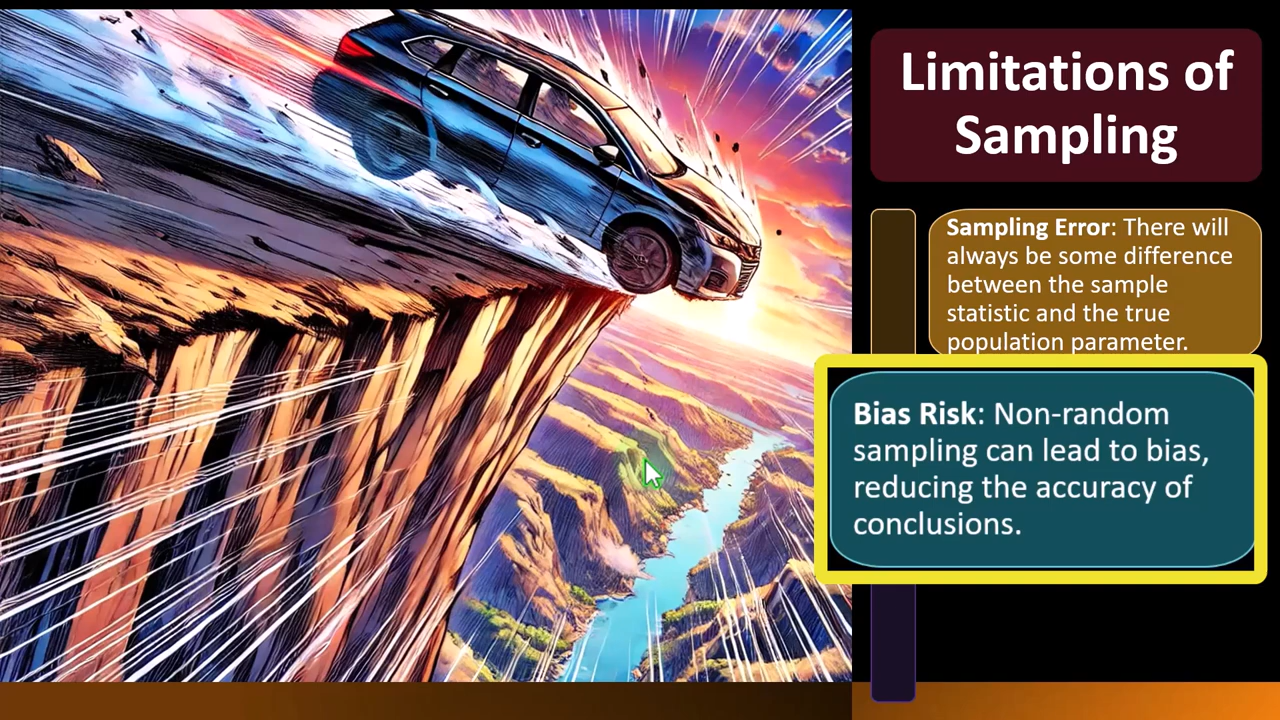 Limitations of
Sampling
Sampling Error: There will
always be some difference
between the sample
statistic and the true
population parameter.
Bias Risk: Non-random
sampling can lead to bias,
reducing the accuracy of
conclusions.